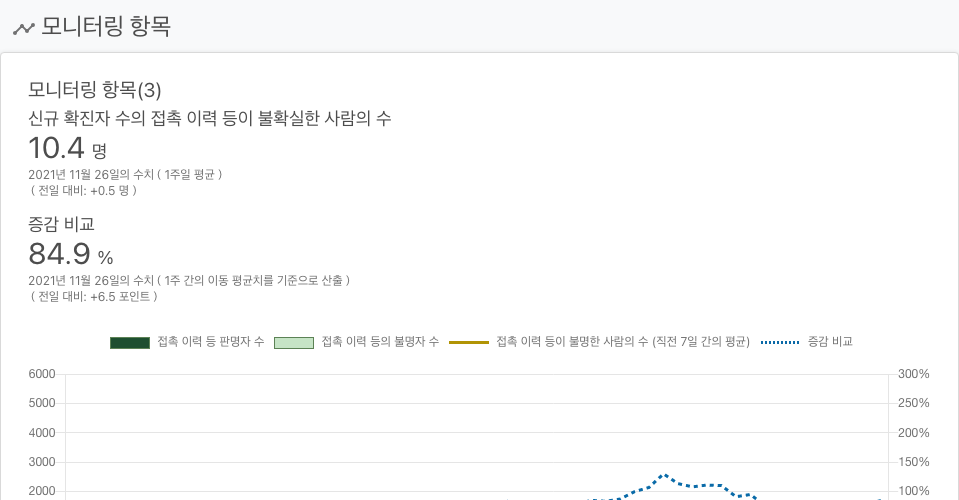 모니터링 항목
모니터링 항목(3)
신규 확진자 수의 접촉 이력 등이 불확실한 사람의 수
10.4 명
2021년 11월 26일의 수치 ( 1주일 평균 )
( 전일 대비: +0.5 명 )
증감 비교
84.9 %
2021년 11월 26일의 수치 ( 1주 간의 이동 평균치를 기준으로 산출 )
( 전일 대비: +6.5 포인트 )
접촉 이력 등 판명자 수 접촉 이력 등의 불명자 수 접촉 이력 등이 불명한 사람의 수 (직전 7일 간의 평균) 증감 비교
6000 300%
5000 250%
4000 200%
3000 150%
2000 100%